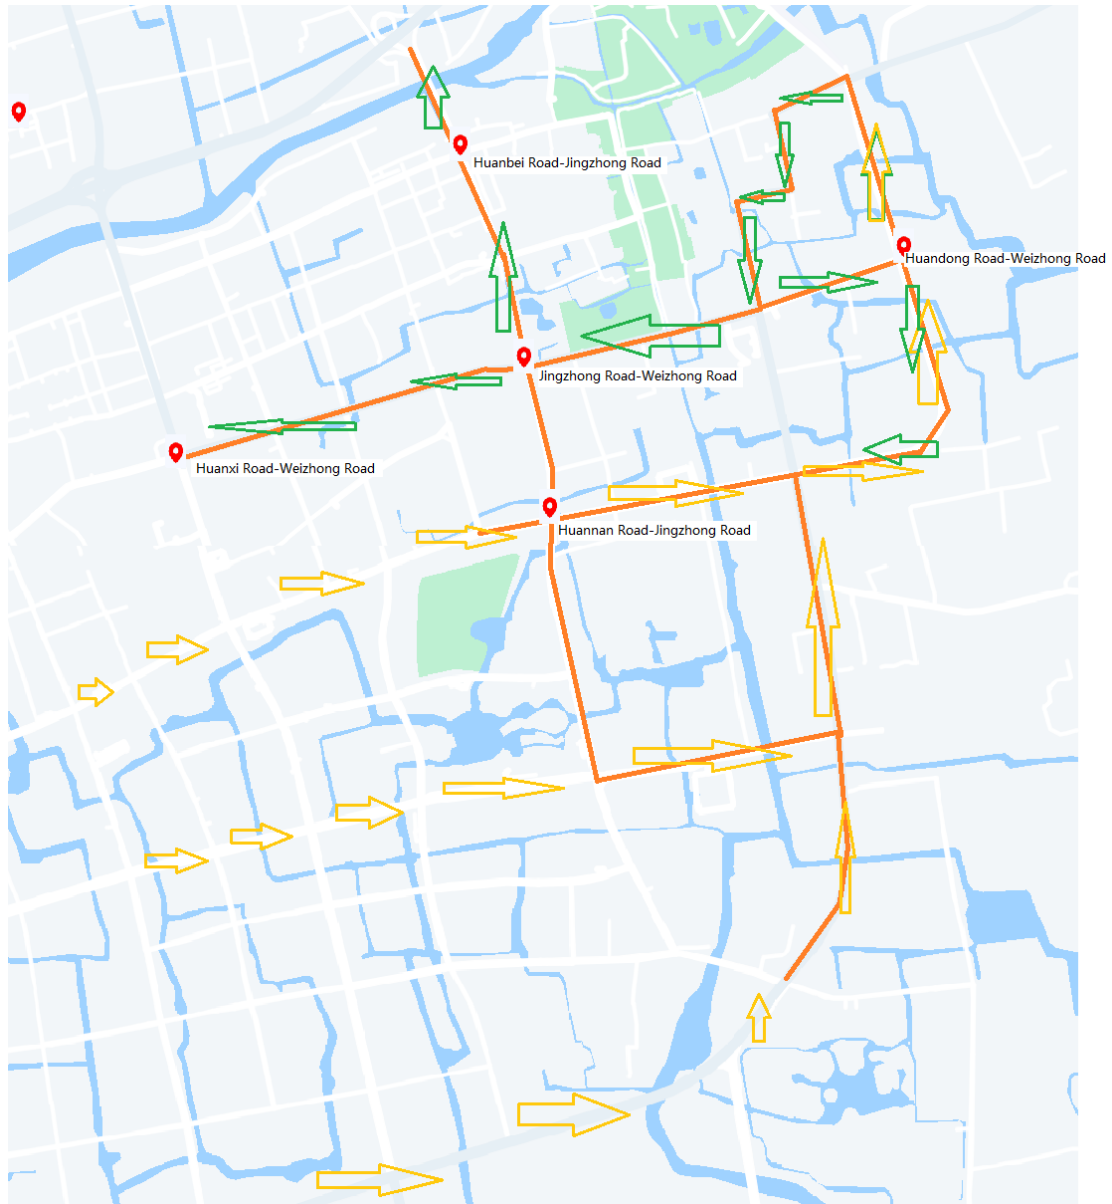 Huanbei Road-Jingzhong Road
Huandong Road-Weizhong Road
Jingzhong Road-Weizhong Road
Huanxi Road-Weizhong Road
Huannan Road-Jingzhong Road